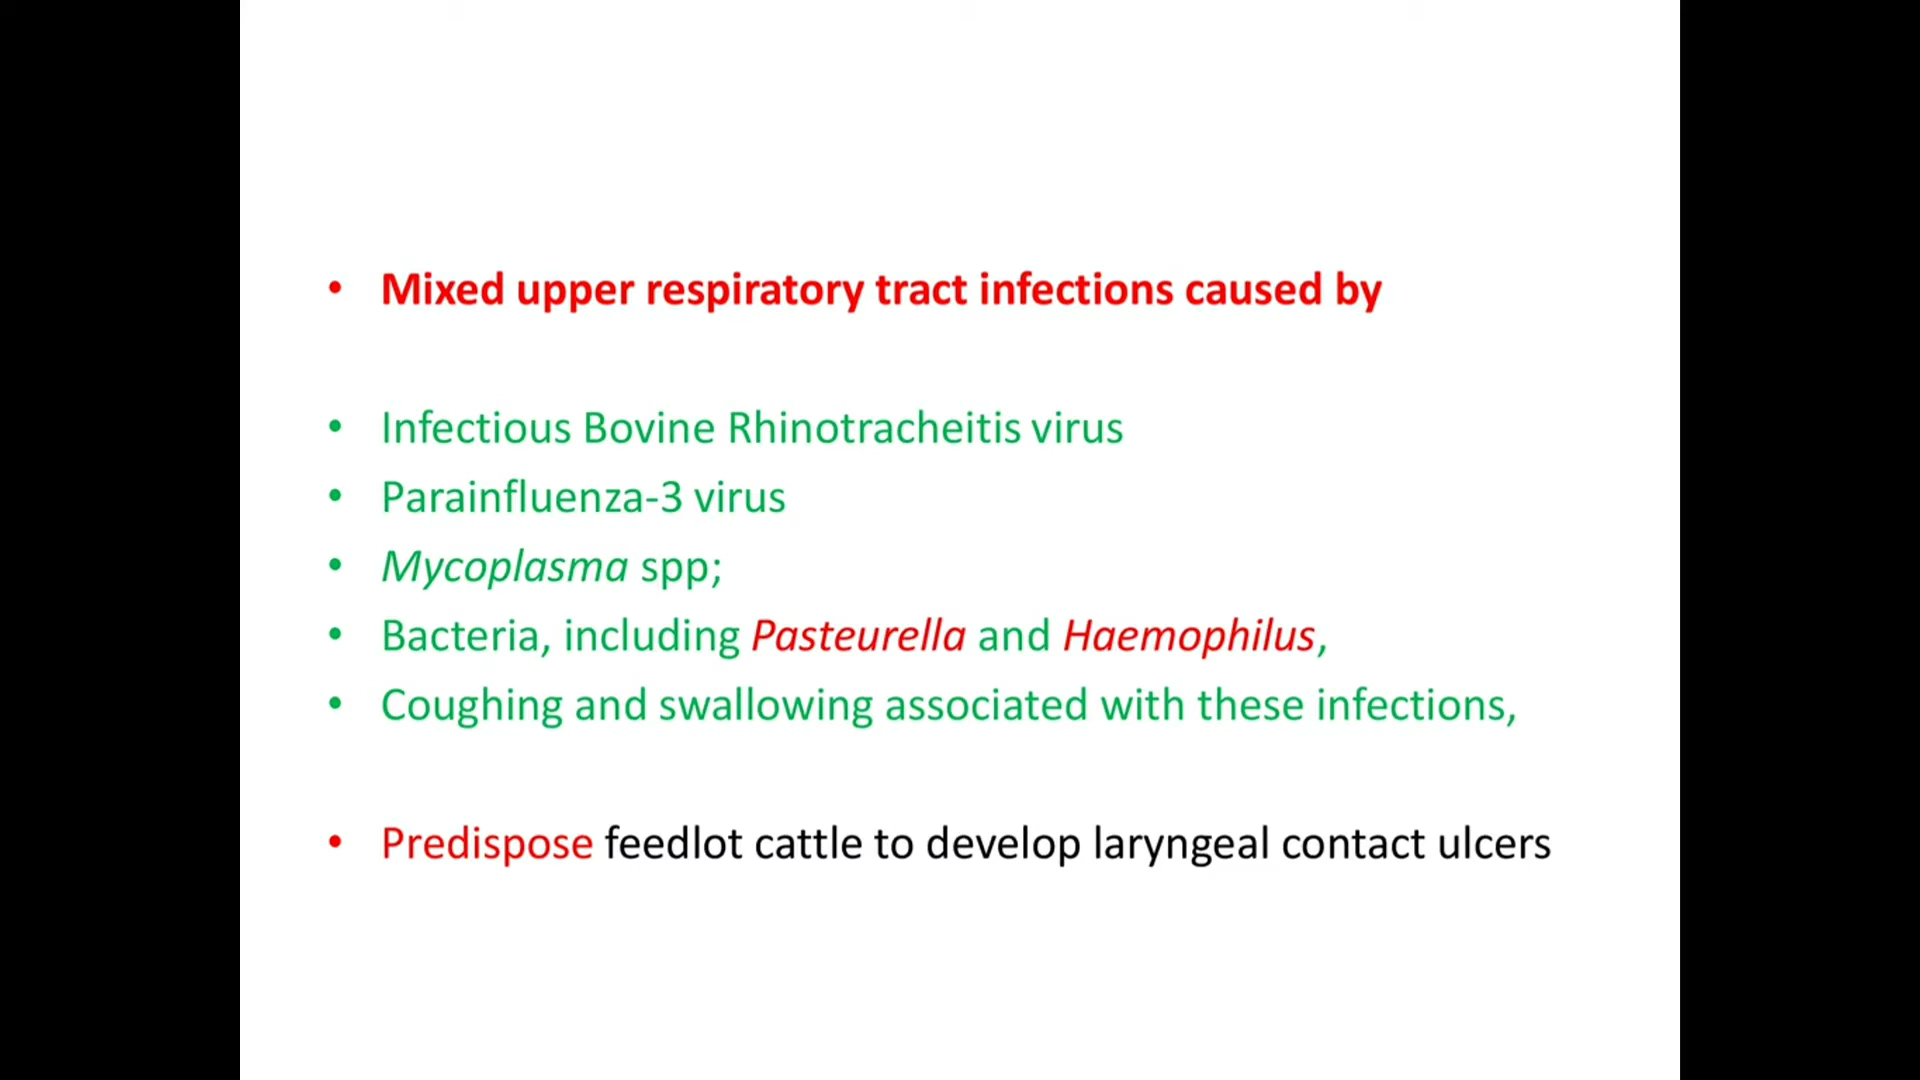 • Mixed upper respiratory tract infections caused by
• Infectious Bovine Rhinotracheitis virus
• Parainfluenza-3 virus
• Mycoplasma spp;
• Bacteria, including Pasteurella and Haemophilus,
• Coughing and swallowing associated with these infections,
• Predispose feedlot cattle to develop laryngeal contact ulcers